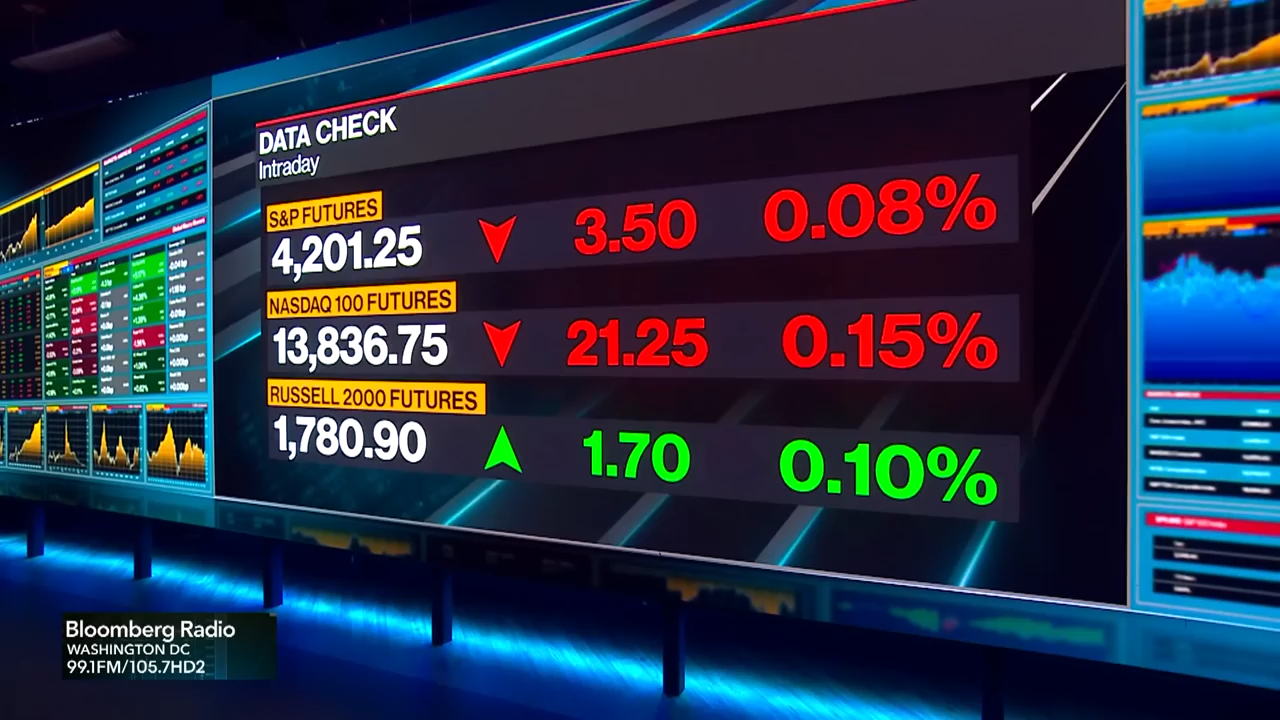 DATA CHECK
Intraday
S&P FUTURES
4,201.25 3.50 0.08%
NASDAQ 100 FUTURES
13,836.75 21.25 0.15%
RUSSELL 2000 FUTURES
1,780.90 1.70 0.10%
Bloomberg Radio
WASHINGTON DC
99.1FM/105.7HD2